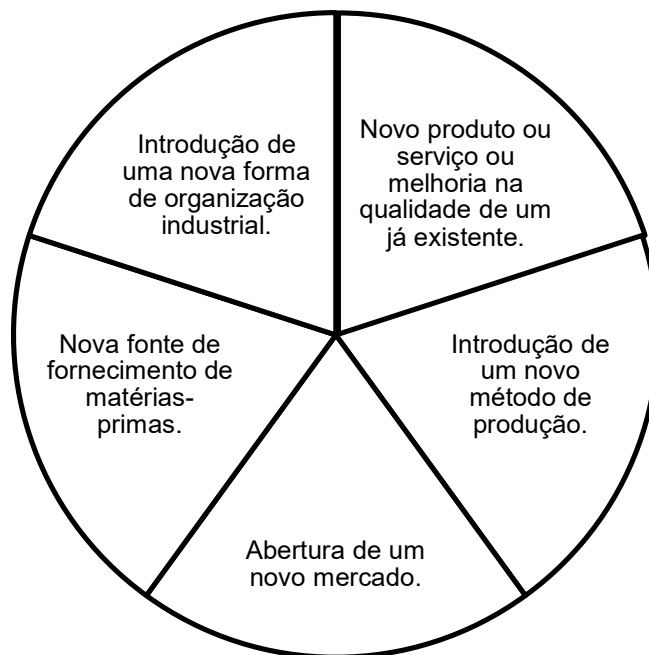 Introdução de
uma nova forma
de organização
industrial.
Novo produto ou
serviço ou
melhoria na
qualidade de um
já existente.
Nova fonte de
fornecimento de
matérias-
primas.
Introdução de
um novo
método de
produção.
Abertura de um
novo mercado.